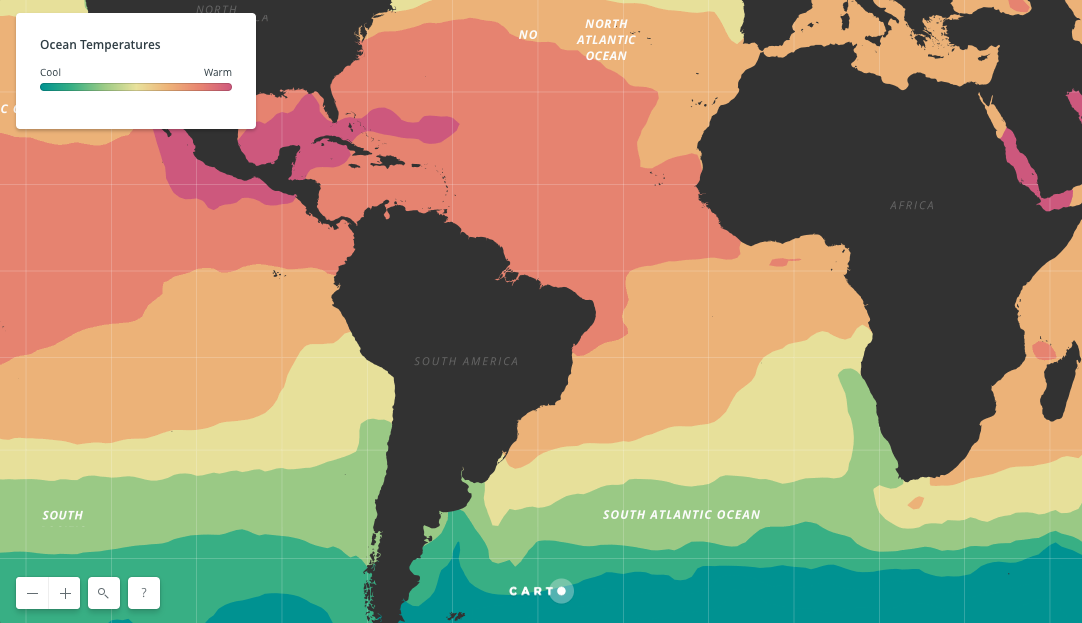 NORTH
Ocean Temperatures
Cool Warm
NO
NORTH
ATLANTIC
OCEAN
AFRICA
SOUTH AMERICA
SOUTH
SOUTH ATLANTIC OCEAN
− + ?
CARTO